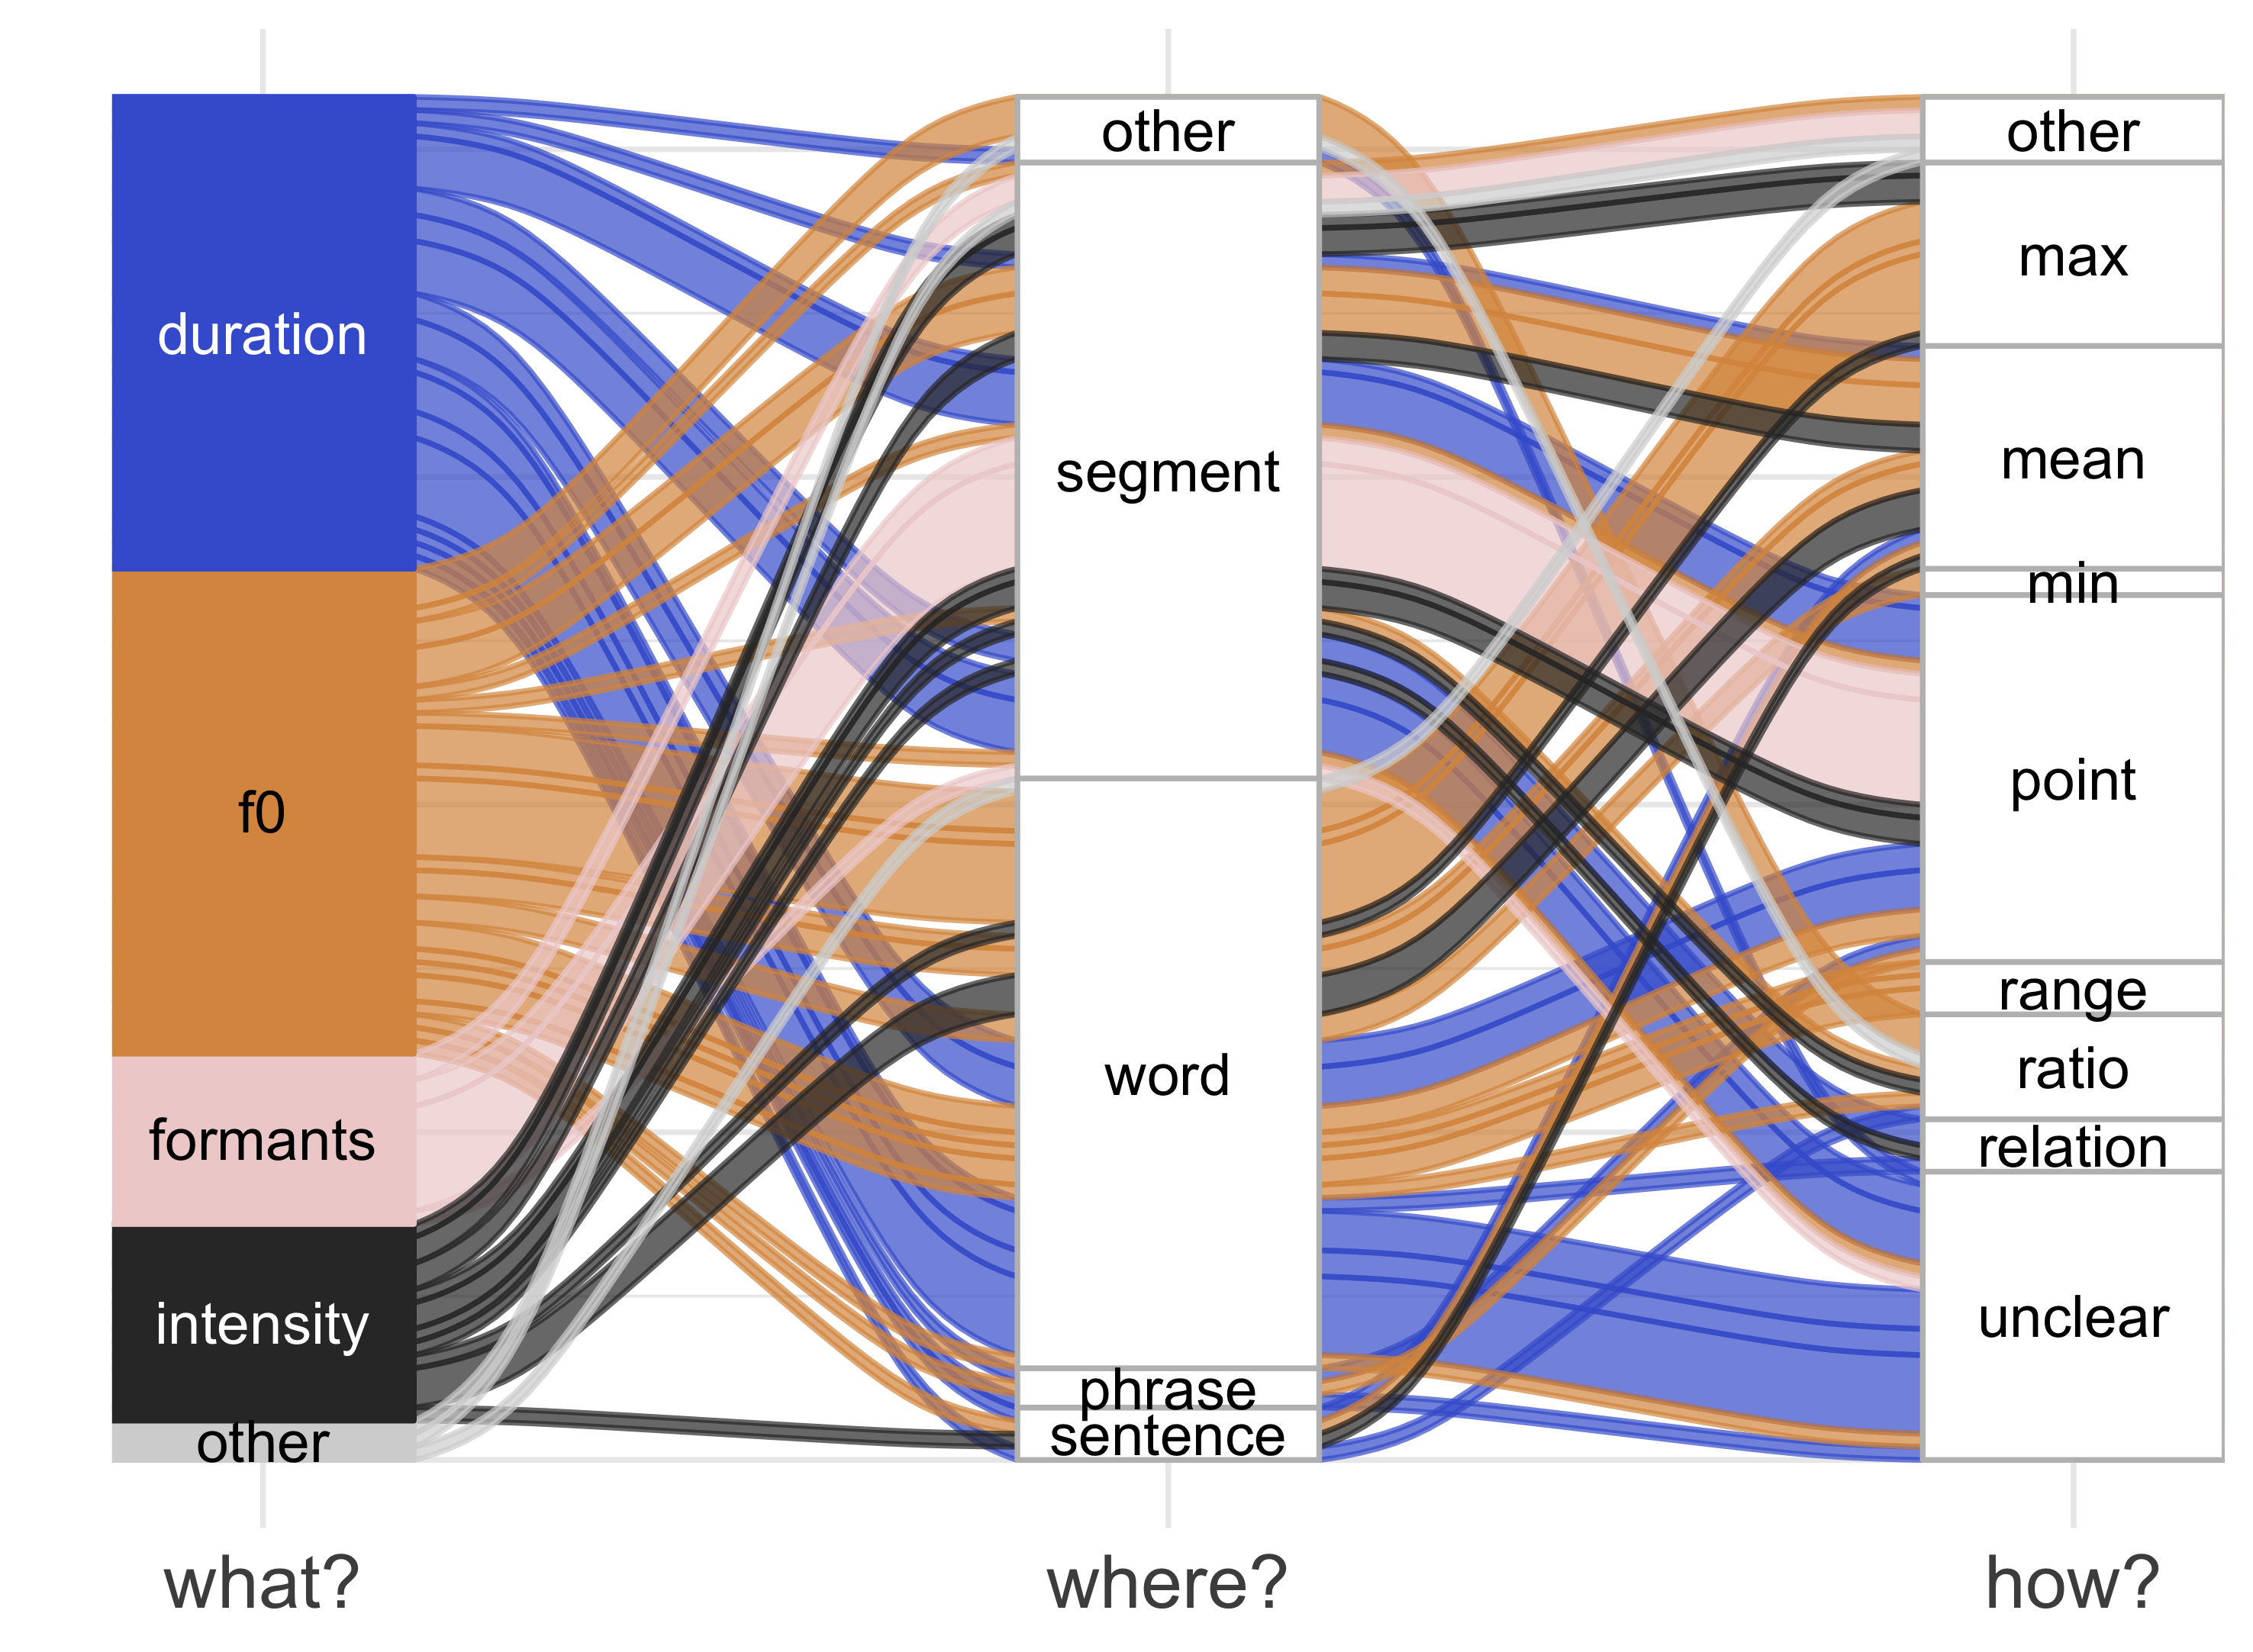 duration
f0
formants
intensity
other
other
segment
word
phrase
sentence
other
max
mean
min
point
range
ratio
relation
unclear
what?
where?
how?